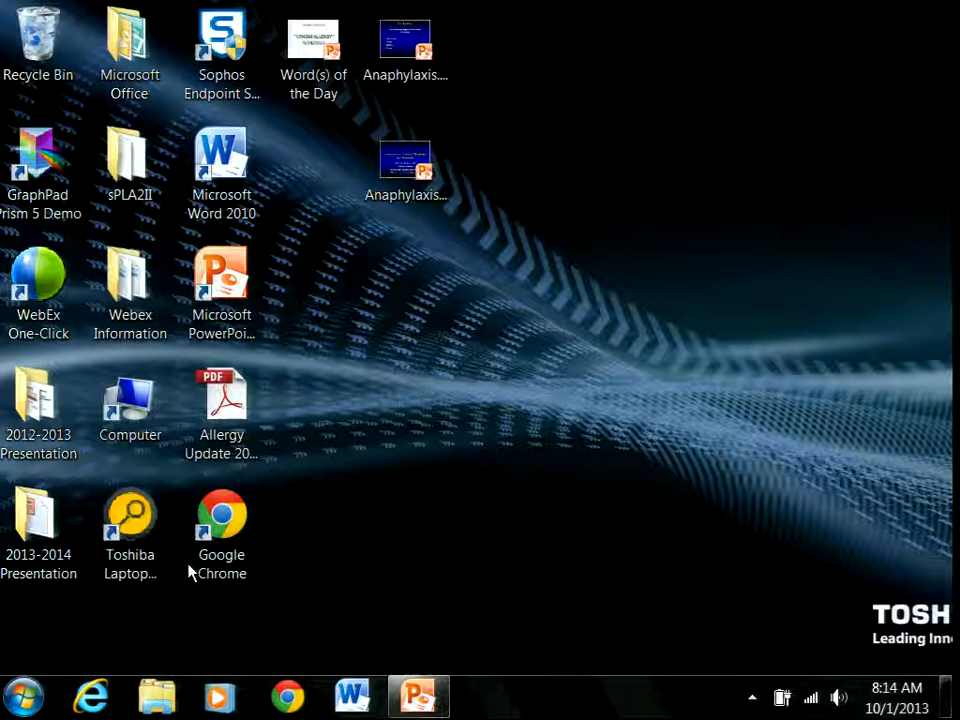 Recycle Bin
Microsoft
Office
Sophos
Endpoint S...
Word(s) of
the Day
Anaphylaxis....
GraphPad
Prism 5 Demo
sPLA2II
Microsoft
Word 2010
Anaphylaxis...
WebEx
One-Click
Webex
Information
Microsoft
PowerPoi...
2012-2013
Presentation
Computer
PDF
Allergy
Update 20...
2013-2014
Presentation
Toshiba
Laptop...
Google
Chrome
TOSH
Leading Inn
8:14 AM
10/1/2013